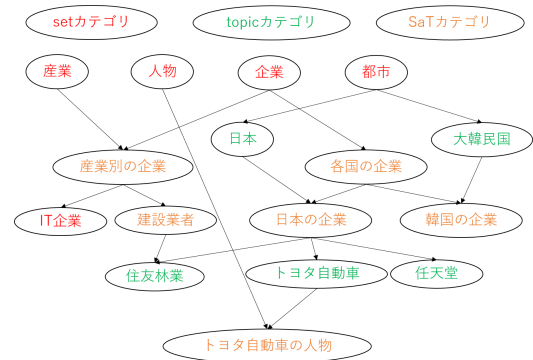 setカテゴリ
topicカテゴリ
SaTカテゴリ
産業
人物
企業
都市
日本
大韓民国
産業別の企業
各国の企業
IT企業
建設業者
日本の企業
韓国の企業
住友林業
トヨタ自動車
任天堂
トヨタ自動車の人物